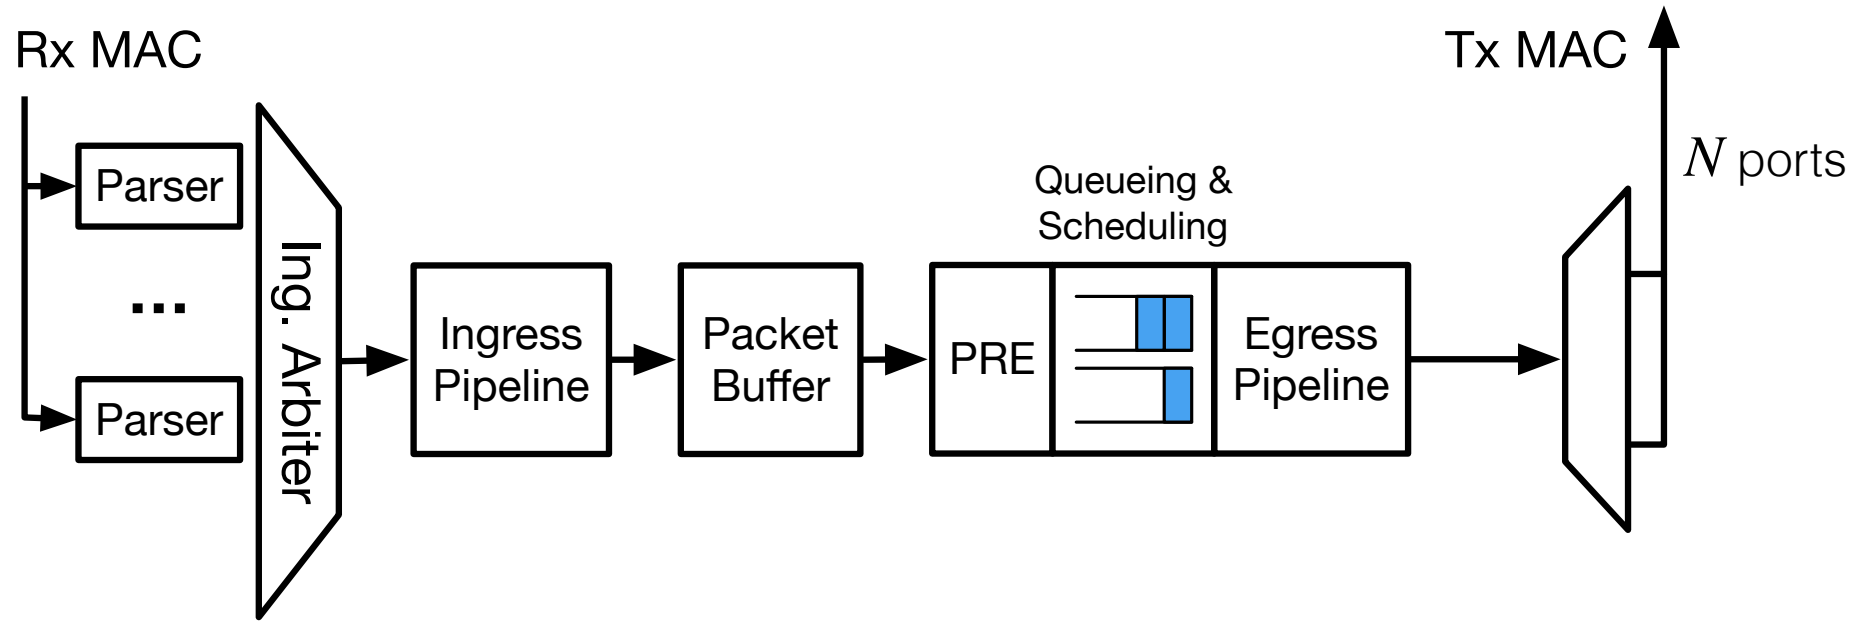 Rx MAC
Tx MAC
N ports
Parser
...
Parser
Ing. Arbiter
Ingress
Pipeline
Packet
Buffer
PRE
Queueing &
Scheduling
Egress
Pipeline